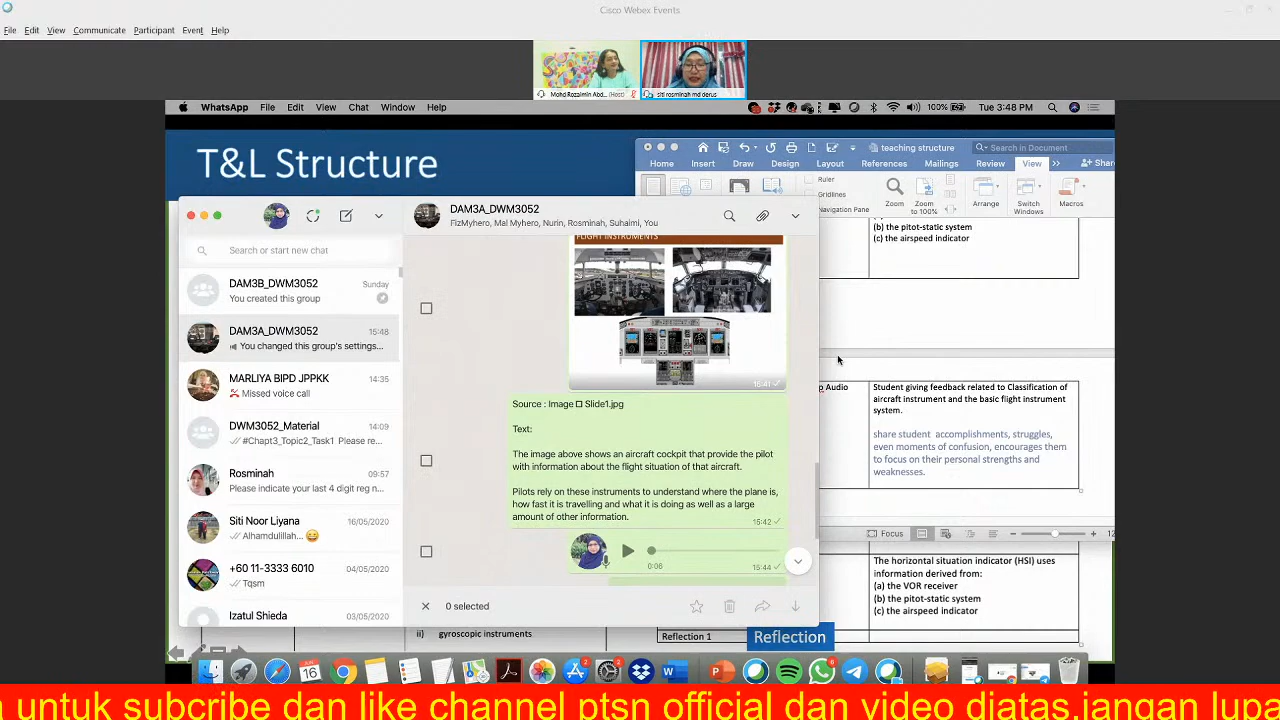 Cisco Webex Events
File Edit View Communicate Participant Event Help
Mohd Rozaimin Abd... (Host)
siti rosminah md derus
WhatsApp File Edit View Chat Window Help
100% Tue 3:48 PM
T&L Structure
teaching structure
Search in Document
Home Insert Draw Design Layout References Mailings Review View Share
Ruler
Gridlines
Navigation Pane
Zoom
Zoom to 100%
Arrange
Switch Windows
Macros
DAM3A_DWM3052
FizMyhero, Mal Myhero, Nurin, Rosminah, Suhaimi, You
Search or start new chat
DAM3B_DWM3052 Sunday
You created this group
DAM3A_DWM3052 15:48
You changed this group's settings...
MARLIYA BIPD JPPKK 14:35
Missed voice call
DWM3052_Material 14:09
#Chapt3_Topic2_Task1 Please re...
Rosminah 09:57
Please indicate your last 4 digit reg n...
Siti Noor Liyana 16/05/2020
Alhamdulillah... 😄
+60 11-3333 6010 04/05/2020
Tqsm
Izatul Shieda 03/05/2020
FLIGHT INSTRUMENTS
15:41
Source : Image □ Slide1.jpg
Text:
The image above shows an aircraft cockpit that provide the pilot
with information about the flight situation of that aircraft.
Pilots rely on these instruments to understand where the plane is,
how fast it is travelling and what it is doing as well as a large
amount of other information.
15:42
0:06 15:44
0 selected
(b) the pitot-static system
(c) the airspeed indicator
Audio
Student giving feedback related to Classification of
aircraft instrument and the basic flight instrument
system.
share student accomplishments, struggles,
even moments of confusion, encourages them
to focus on their personal strengths and
weaknesses.
Focus
The horizontal situation indicator (HSI) uses
information derived from:
(a) the VOR receiver
(b) the pitot-static system
(c) the airspeed indicator
ii) gyroscopic instruments
Reflection 1
Reflection
JUN
16
untuk subcribe dan like channel ptsn official dan video diatas,jangan lupa